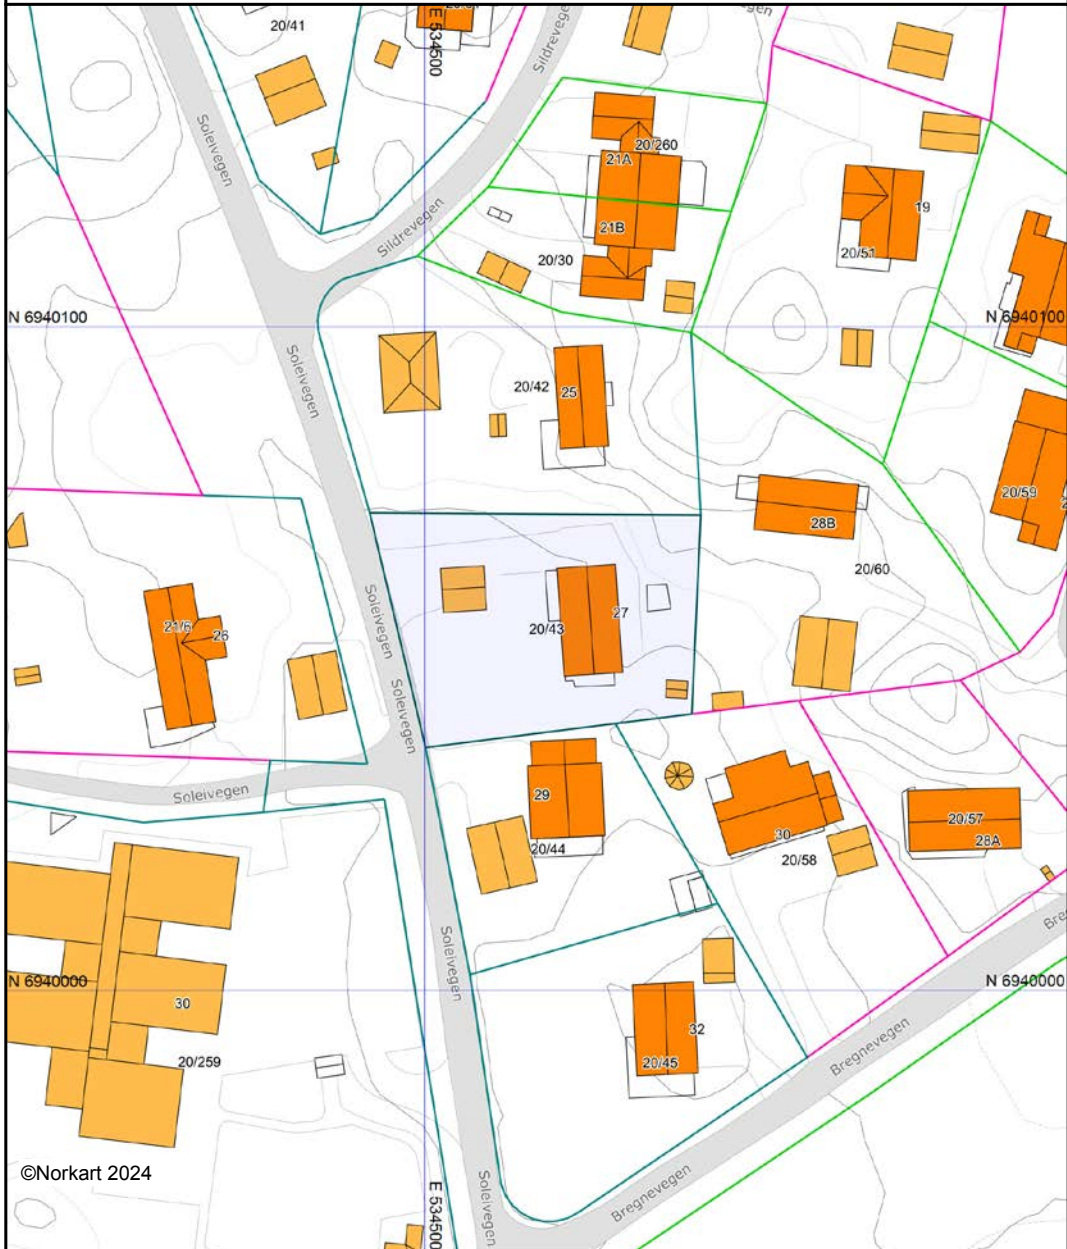 20/41
E 534500
Sildrevege
Soleivegen
20/260
21A
19
Sildrevegen
21B
20/51
20/30
N 6940100
N 6940100
Soleivegen
20/42
25
20/59
28B
20/60
Soleivegen
27
21/6
26
20/43
Soleivegen
Soleivegen
29
20/57
30
28A
20/44
20/58
Soleivegen
N 6940000
N 6940000
30
32
20/259
20/45
Bregnevegen
©Norkart 2024
E 534500
Soleivegen
Bregnevegen